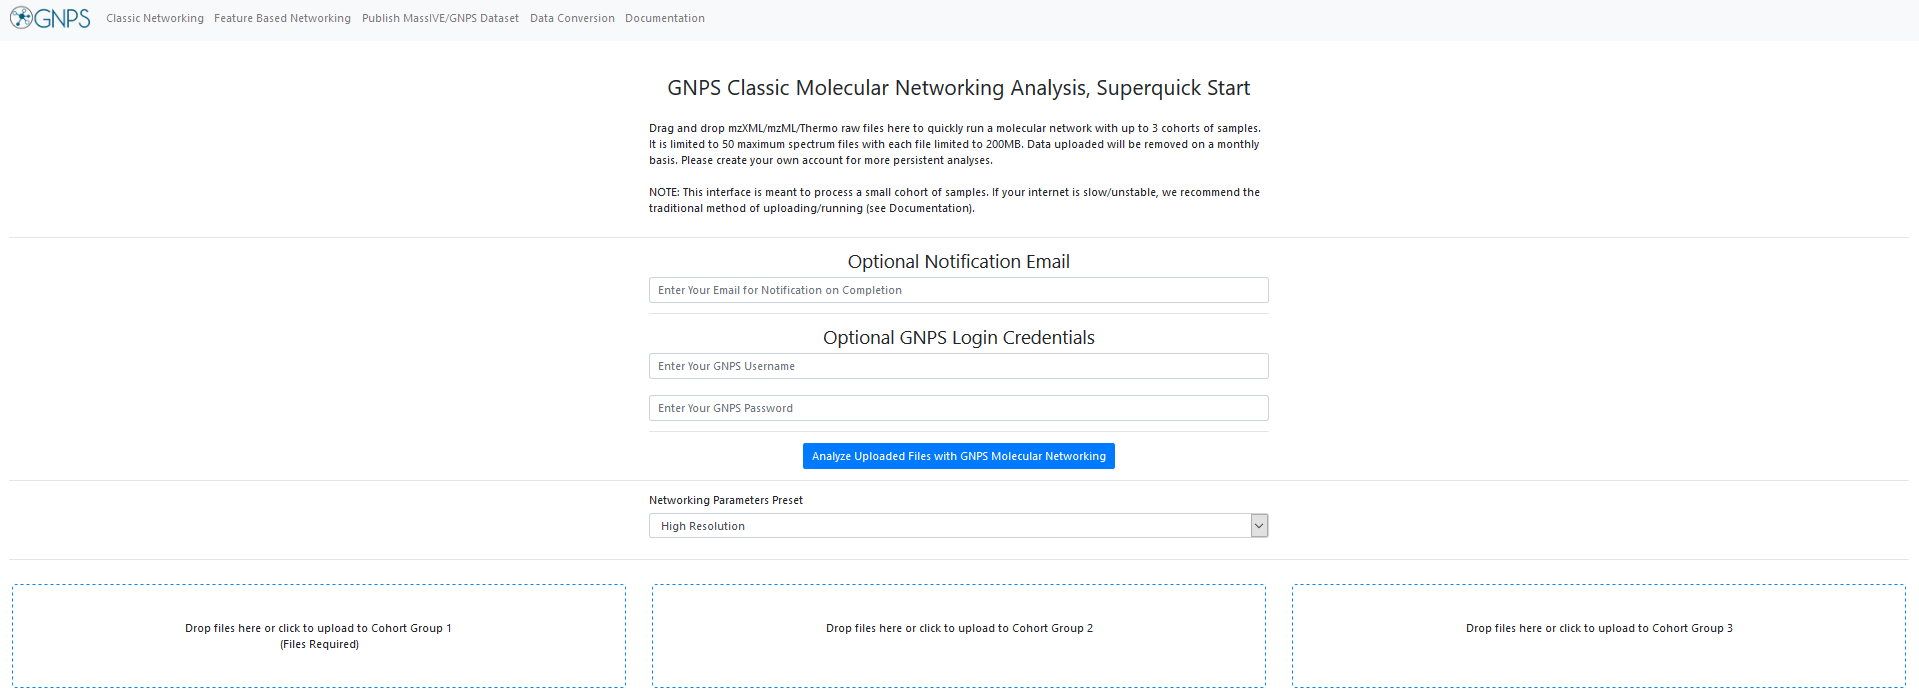 GNPS Classic Networking Feature Based Networking Publish MassIVE/GNPS Dataset Data Conversion Documentation
GNPS Classic Molecular Networking Analysis, Superquick Start
Drag and drop mzXML/mzML/Thermo raw files here to quickly run a molecular network with up to 3 cohorts of samples.
It is limited to 50 maximum spectrum files with each file limited to 200MB. Data uploaded will be removed on a monthly
basis. Please create your own account for more persistent analyses.
NOTE: This interface is meant to process a small cohort of samples. If your internet is slow/unstable, we recommend the
traditional method of uploading/running (see Documentation).
Optional Notification Email
Enter Your Email for Notification on Completion
Optional GNPS Login Credentials
Enter Your GNPS Username
Enter Your GNPS Password
Analyze Uploaded Files with GNPS Molecular Networking
Networking Parameters Preset
High Resolution
Drop files here or click to upload to Cohort Group 1
(Files Required)
Drop files here or click to upload to Cohort Group 2
Drop files here or click to upload to Cohort Group 3